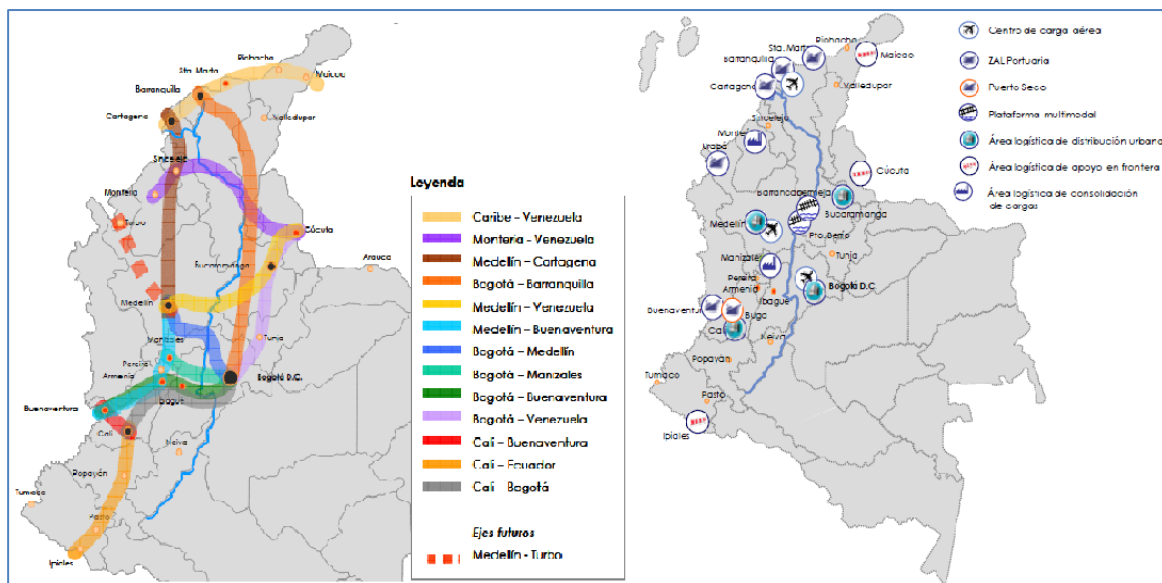 Riohacha
Sta. Marta
Maicao
Barranquilla
Cartagena
Valledupar
Sincelejo
Montería
Turbo
Cúcuta
Bucaramanga
Arauca
Medellín
Manizales
Tunja
Pereira
Armenia
Bogotá D.C.
Ibagué
Buenaventura
Cali
Neiva
Popayán
Tumaco
Pasto
Ipiales
Leyenda
Caribe – Venezuela
Montería - Venezuela
Medellín – Cartagena
Bogotá – Barranquilla
Medellín – Venezuela
Medellín – Buenaventura
Bogotá – Medellín
Bogotá – Manizales
Bogotá – Buenaventura
Bogotá – Venezuela
Cali – Buenaventura
Cali – Ecuador
Cali – Bogotá
Ejes futuros
Medellín - Turbo
Riohacha
Sta. Marta
Maicao
Barranquilla
Cartagena
Valledupar
Sincelejo
Urabá
Cúcuta
Barrancabermeja
Bucaramanga
Medellín
Pto. Berrío
Manizales
Tunja
Pereira
Armenia
Bogotá D.C.
Ibagué
Buenaventura
Buga
Cali
Neiva
Popayán
Tumaco
Pasto
Ipiales
Centro de carga aérea
ZAL Portuaria
Puerto Seco
Plataforma multimodal
Área logística de distribución urbana
Área logística de apoyo en frontera
Área logística de consolidación
de cargas